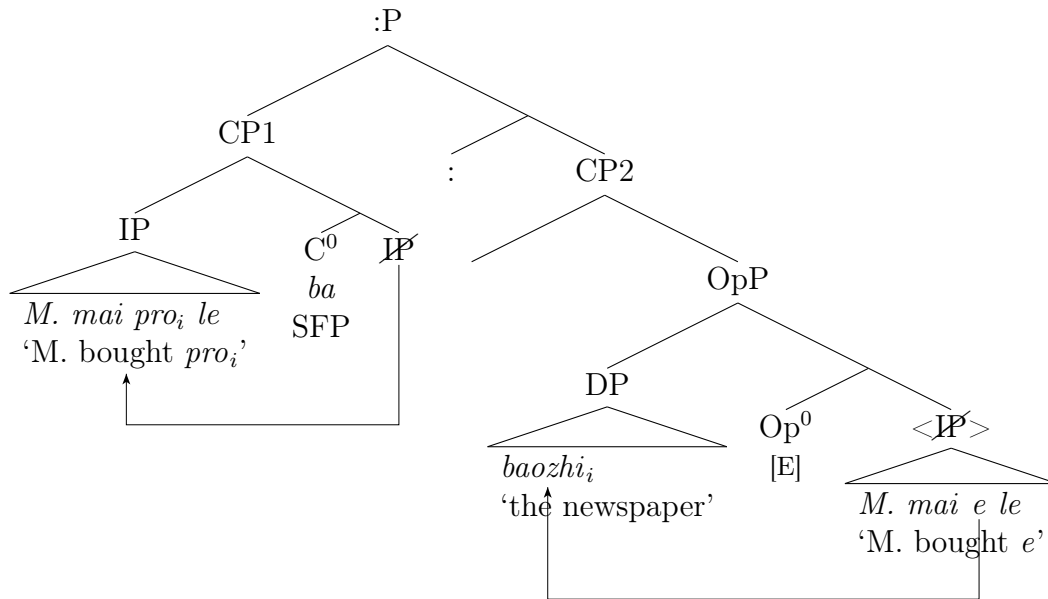 :P
CP1
: CP2
IP C⁰ IP
ba
SFP
M. mai proᵢ le
‘M. bought proᵢ’
OpP
DP Op⁰ <IP>
[E]
baozhiᵢ
‘the newspaper’
M. mai e le
‘M. bought e’